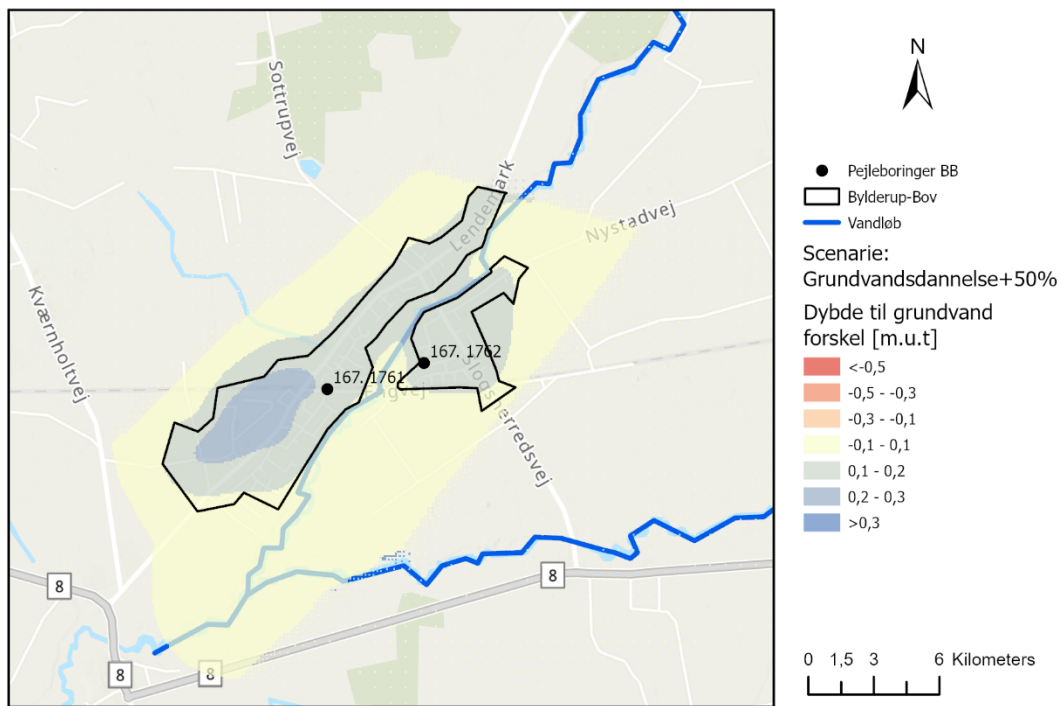 Sottrupvej
Lendemark
Nystadvej
Kværnholtvej
167. 1762
167. 1761
Slogsherredsvej
8
8
8
8
N
Pejleboringer BB
Bylderup-Bov
Vandløb
Scenarie:
Grundvandsdannelse+50%
Dybde til grundvand
forskel [m.u.t]
<-0,5
-0,5 - -0,3
-0,3 - -0,1
-0,1 - 0,1
0,1 - 0,2
0,2 - 0,3
>0,3
0 1,5 3 6 Kilometers